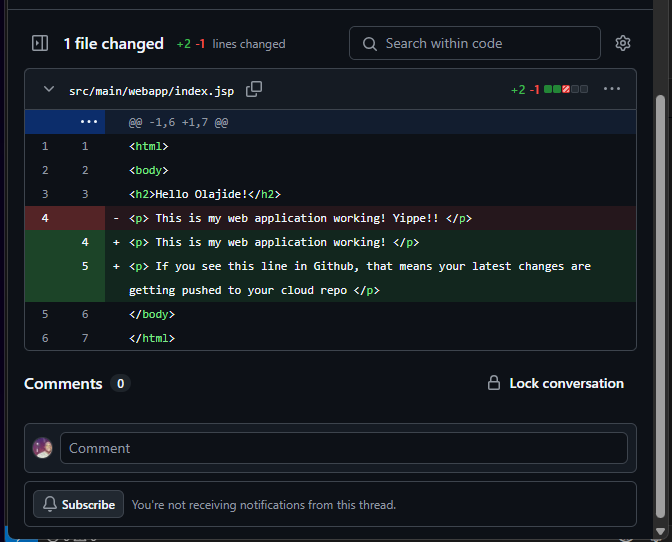 1 file changed +2 -1 lines changed Search within code
src/main/webapp/index.jsp +2 -1
@@ -1,6 +1,7 @@
1 1 <html>
2 2 <body>
3 3 <h2>Hello Olajide!</h2>
4 - <p> This is my web application working! Yippe!! </p>
4 + <p> This is my web application working! </p>
5 + <p> If you see this line in Github, that means your latest changes are
getting pushed to your cloud repo </p>
5 6 </body>
6 7 </html>
Comments 0 Lock conversation
Comment
Subscribe You're not receiving notifications from this thread.